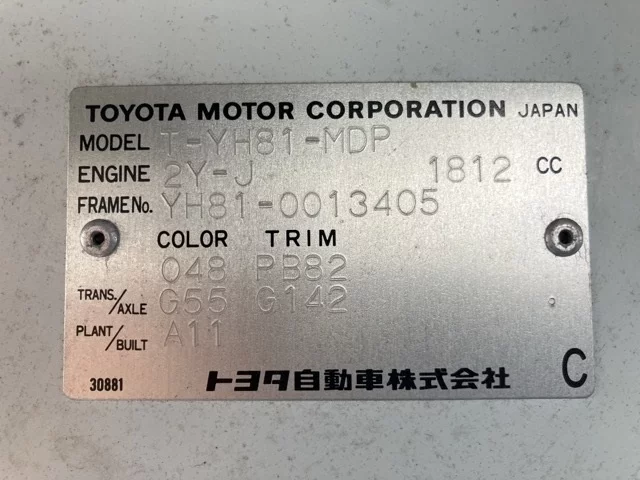 TOYOTA MOTOR CORPORATION JAPAN
MODEL T-YH81-MDP
ENGINE 2Y-J 1812 CC
FRAME No. YH81-0013405
COLOR TRIM
048 PB82
TRANS./AXLE G55 G142
PLANT/BUILT A11
30881 トヨタ自動車株式会社 C